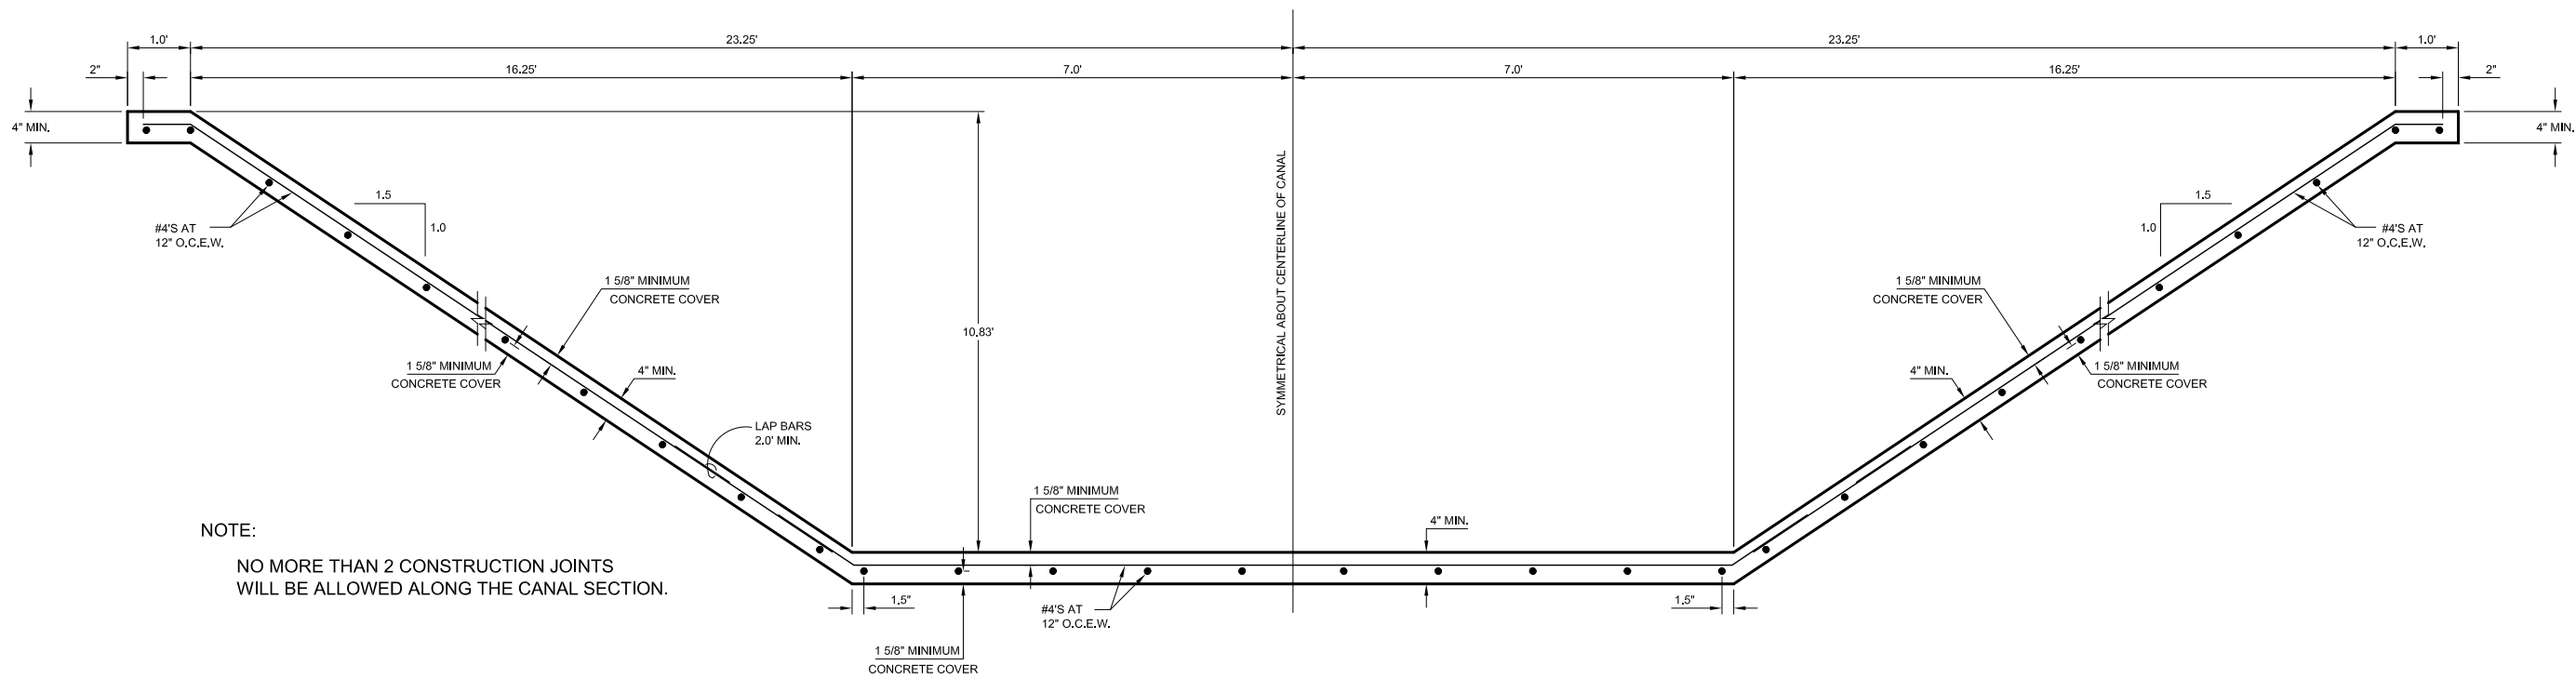 1.0'
23.25'
23.25'
1.0'
2"
16.25'
7.0'
7.0'
16.25'
2"
4" MIN.
4" MIN.
SYMMETRICAL ABOUT CENTERLINE OF CANAL
1.5
1.0
1.5
1.0
#4'S AT
12" O.C.E.W.
#4'S AT
12" O.C.E.W.
1 5/8" MINIMUM
CONCRETE COVER
1 5/8" MINIMUM
CONCRETE COVER
10.83'
1 5/8" MINIMUM
CONCRETE COVER
4" MIN.
4" MIN.
1 5/8" MINIMUM
CONCRETE COVER
LAP BARS
2.0' MIN.
1 5/8" MINIMUM
CONCRETE COVER
4" MIN.
NOTE:
NO MORE THAN 2 CONSTRUCTION JOINTS
WILL BE ALLOWED ALONG THE CANAL SECTION.
1.5"
#4'S AT
12" O.C.E.W.
1.5"
1 5/8" MINIMUM
CONCRETE COVER